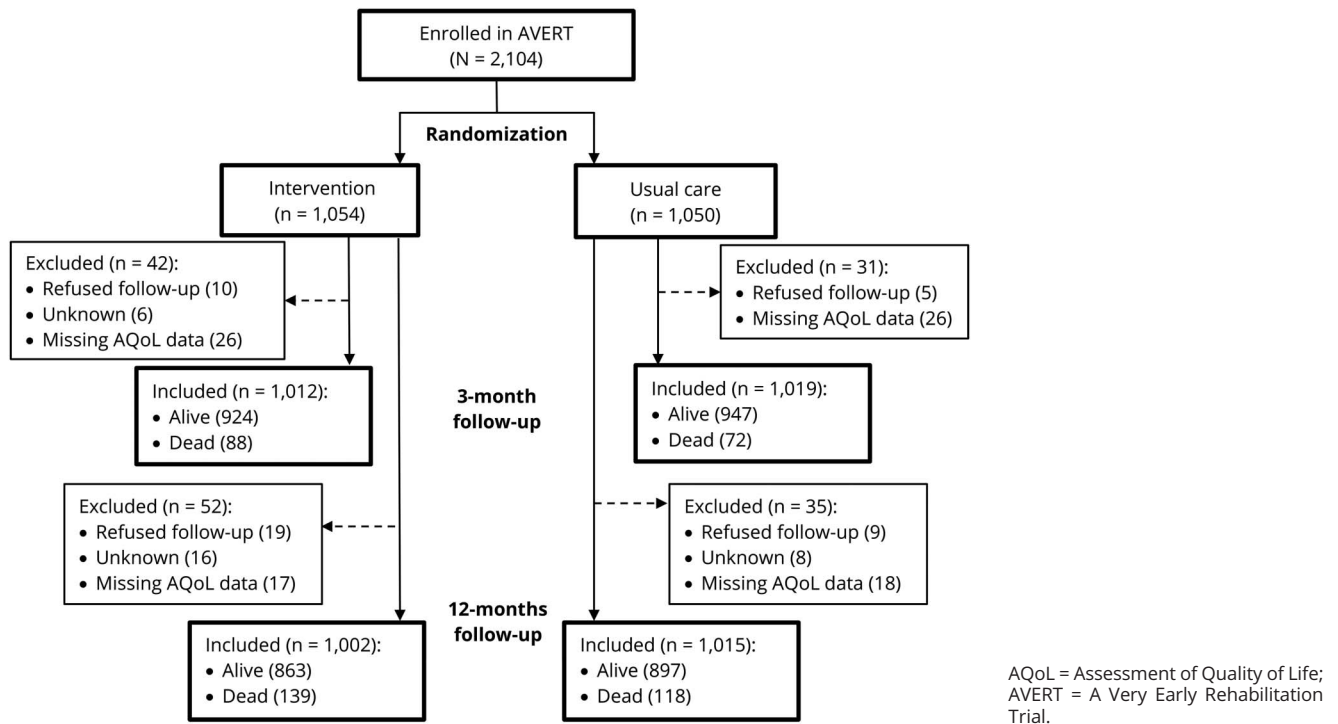 Enrolled in AVERT
(N = 2,104)
Randomization
Intervention
(n = 1,054)
Usual care
(n = 1,050)
Excluded (n = 42):
• Refused follow-up (10)
• Unknown (6)
• Missing AQoL data (26)
Excluded (n = 31):
• Refused follow-up (5)
• Missing AQoL data (26)
Included (n = 1,012):
• Alive (924)
• Dead (88)
3-month
follow-up
Included (n = 1,019):
• Alive (947)
• Dead (72)
Excluded (n = 52):
• Refused follow-up (19)
• Unknown (16)
• Missing AQoL data (17)
Excluded (n = 35):
• Refused follow-up (9)
• Unknown (8)
• Missing AQoL data (18)
12-months
follow-up
Included (n = 1,002):
• Alive (863)
• Dead (139)
Included (n = 1,015):
• Alive (897)
• Dead (118)
AQoL = Assessment of Quality of Life;
AVERT = A Very Early Rehabilitation
Trial.